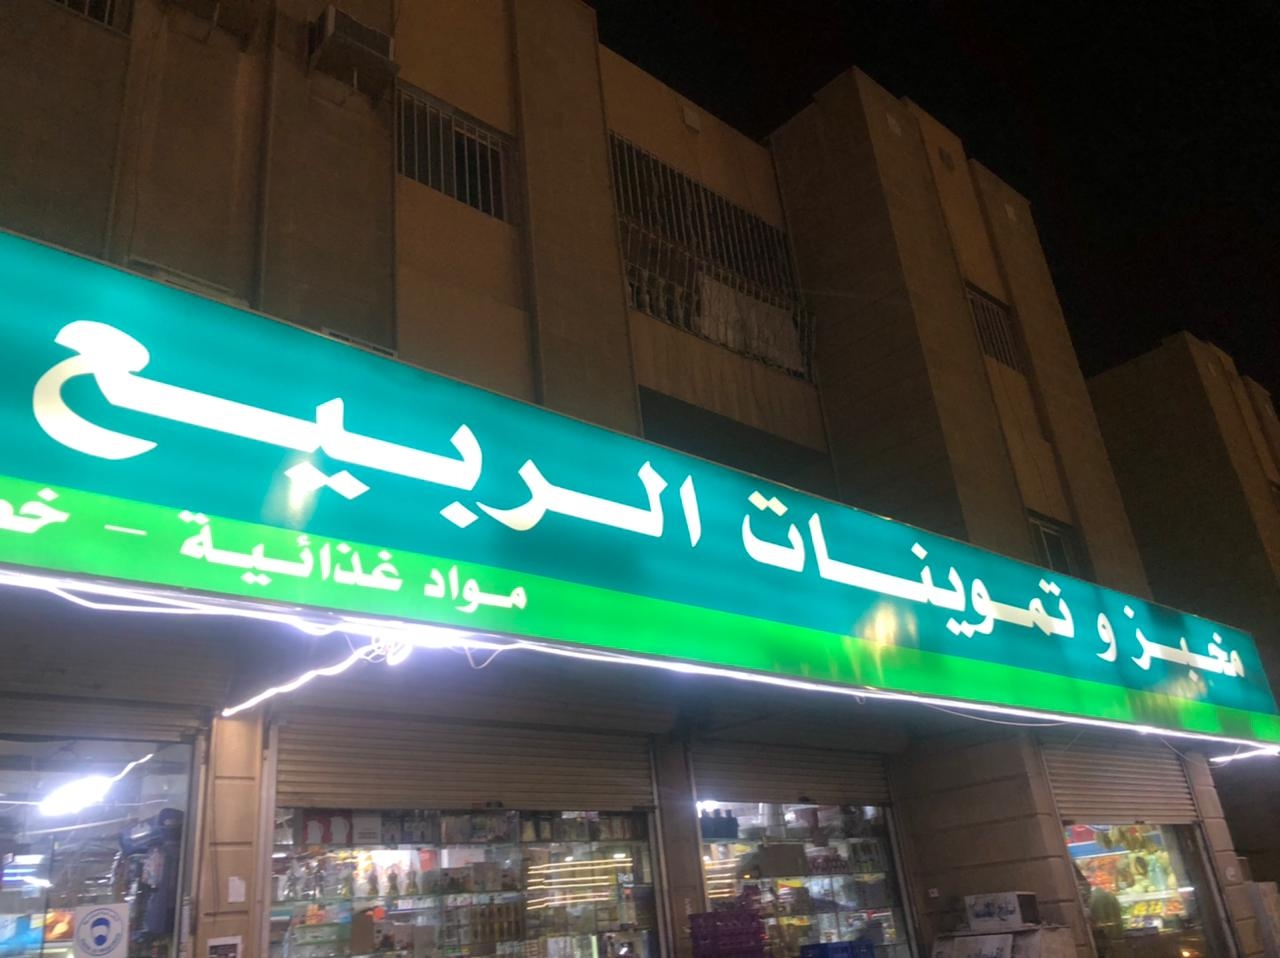 مخبز و تموينات الربيع
مواد غذائية -